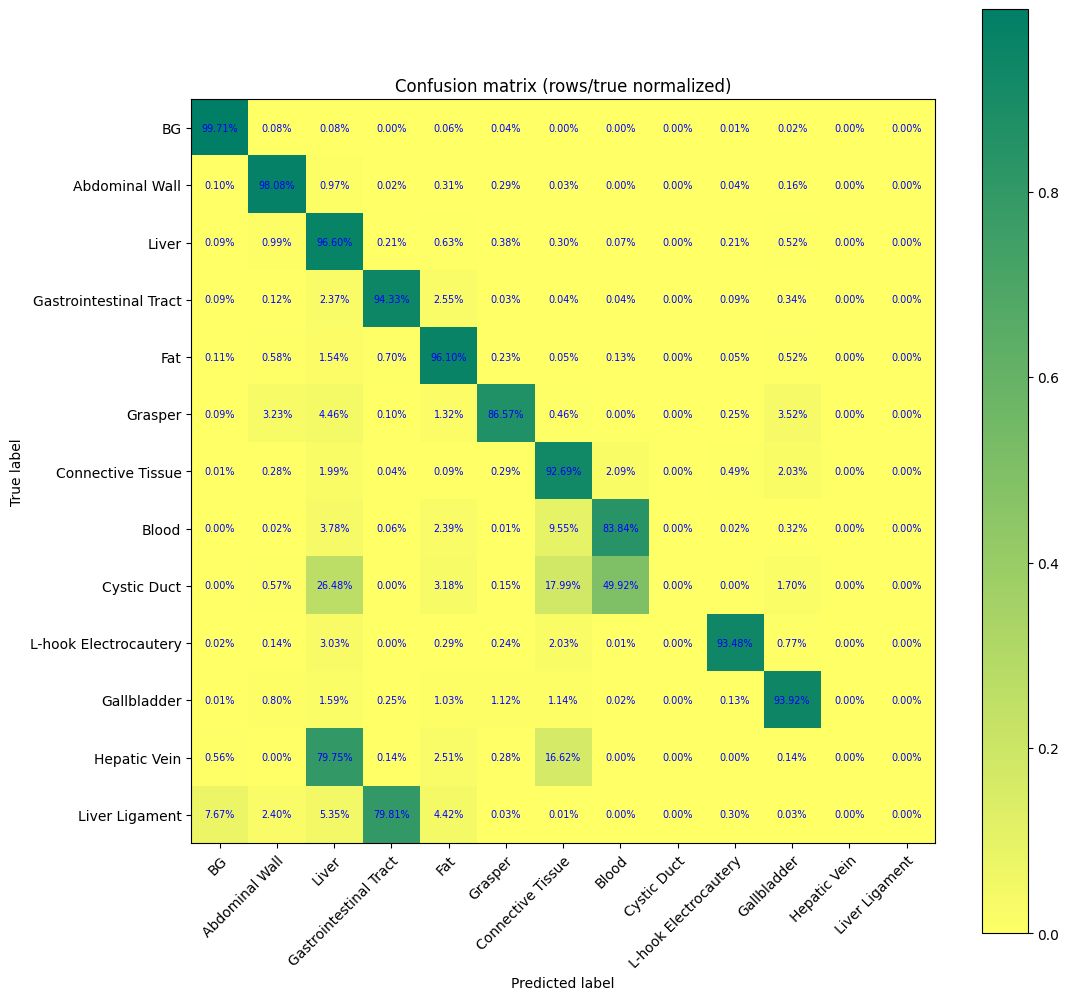 Confusion matrix (rows/true normalized)
BG 99.71% 0.08% 0.08% 0.00% 0.06% 0.04% 0.00% 0.00% 0.00% 0.01% 0.02% 0.00% 0.00%
Abdominal Wall 0.10% 98.08% 0.97% 0.02% 0.31% 0.29% 0.03% 0.00% 0.00% 0.04% 0.16% 0.00% 0.00%
0.8
Liver 0.09% 0.99% 96.60% 0.21% 0.63% 0.38% 0.30% 0.07% 0.00% 0.21% 0.52% 0.00% 0.00%
Gastrointestinal Tract 0.09% 0.12% 2.37% 94.33% 2.55% 0.03% 0.04% 0.04% 0.00% 0.09% 0.34% 0.00% 0.00%
Fat 0.11% 0.58% 1.54% 0.70% 96.10% 0.23% 0.05% 0.13% 0.00% 0.05% 0.52% 0.00% 0.00%
0.6
Grasper 0.09% 3.23% 4.46% 0.10% 1.32% 86.57% 0.46% 0.00% 0.00% 0.25% 3.52% 0.00% 0.00%
True label
Connective Tissue 0.01% 0.28% 1.99% 0.04% 0.09% 0.29% 92.69% 2.09% 0.00% 0.49% 2.03% 0.00% 0.00%
Blood 0.00% 0.02% 3.78% 0.06% 2.39% 0.01% 9.55% 83.84% 0.00% 0.02% 0.32% 0.00% 0.00%
0.4
Cystic Duct 0.00% 0.57% 26.48% 0.00% 3.18% 0.15% 17.99% 49.92% 0.00% 0.00% 1.70% 0.00% 0.00%
L-hook Electrocautery 0.02% 0.14% 3.03% 0.00% 0.29% 0.24% 2.03% 0.01% 0.00% 93.48% 0.77% 0.00% 0.00%
Gallbladder 0.01% 0.80% 1.59% 0.25% 1.03% 1.12% 1.14% 0.02% 0.00% 0.13% 93.92% 0.00% 0.00%
0.2
Hepatic Vein 0.56% 0.00% 79.75% 0.14% 2.51% 0.28% 16.62% 0.00% 0.00% 0.00% 0.14% 0.00% 0.00%
Liver Ligament 7.67% 2.40% 5.35% 79.81% 4.42% 0.03% 0.01% 0.00% 0.00% 0.30% 0.03% 0.00% 0.00%
0.0
BG
Abdominal Wall
Liver
Gastrointestinal Tract
Fat
Grasper
Connective Tissue
Blood
Cystic Duct
L-hook Electrocautery
Gallbladder
Hepatic Vein
Liver Ligament
Predicted label